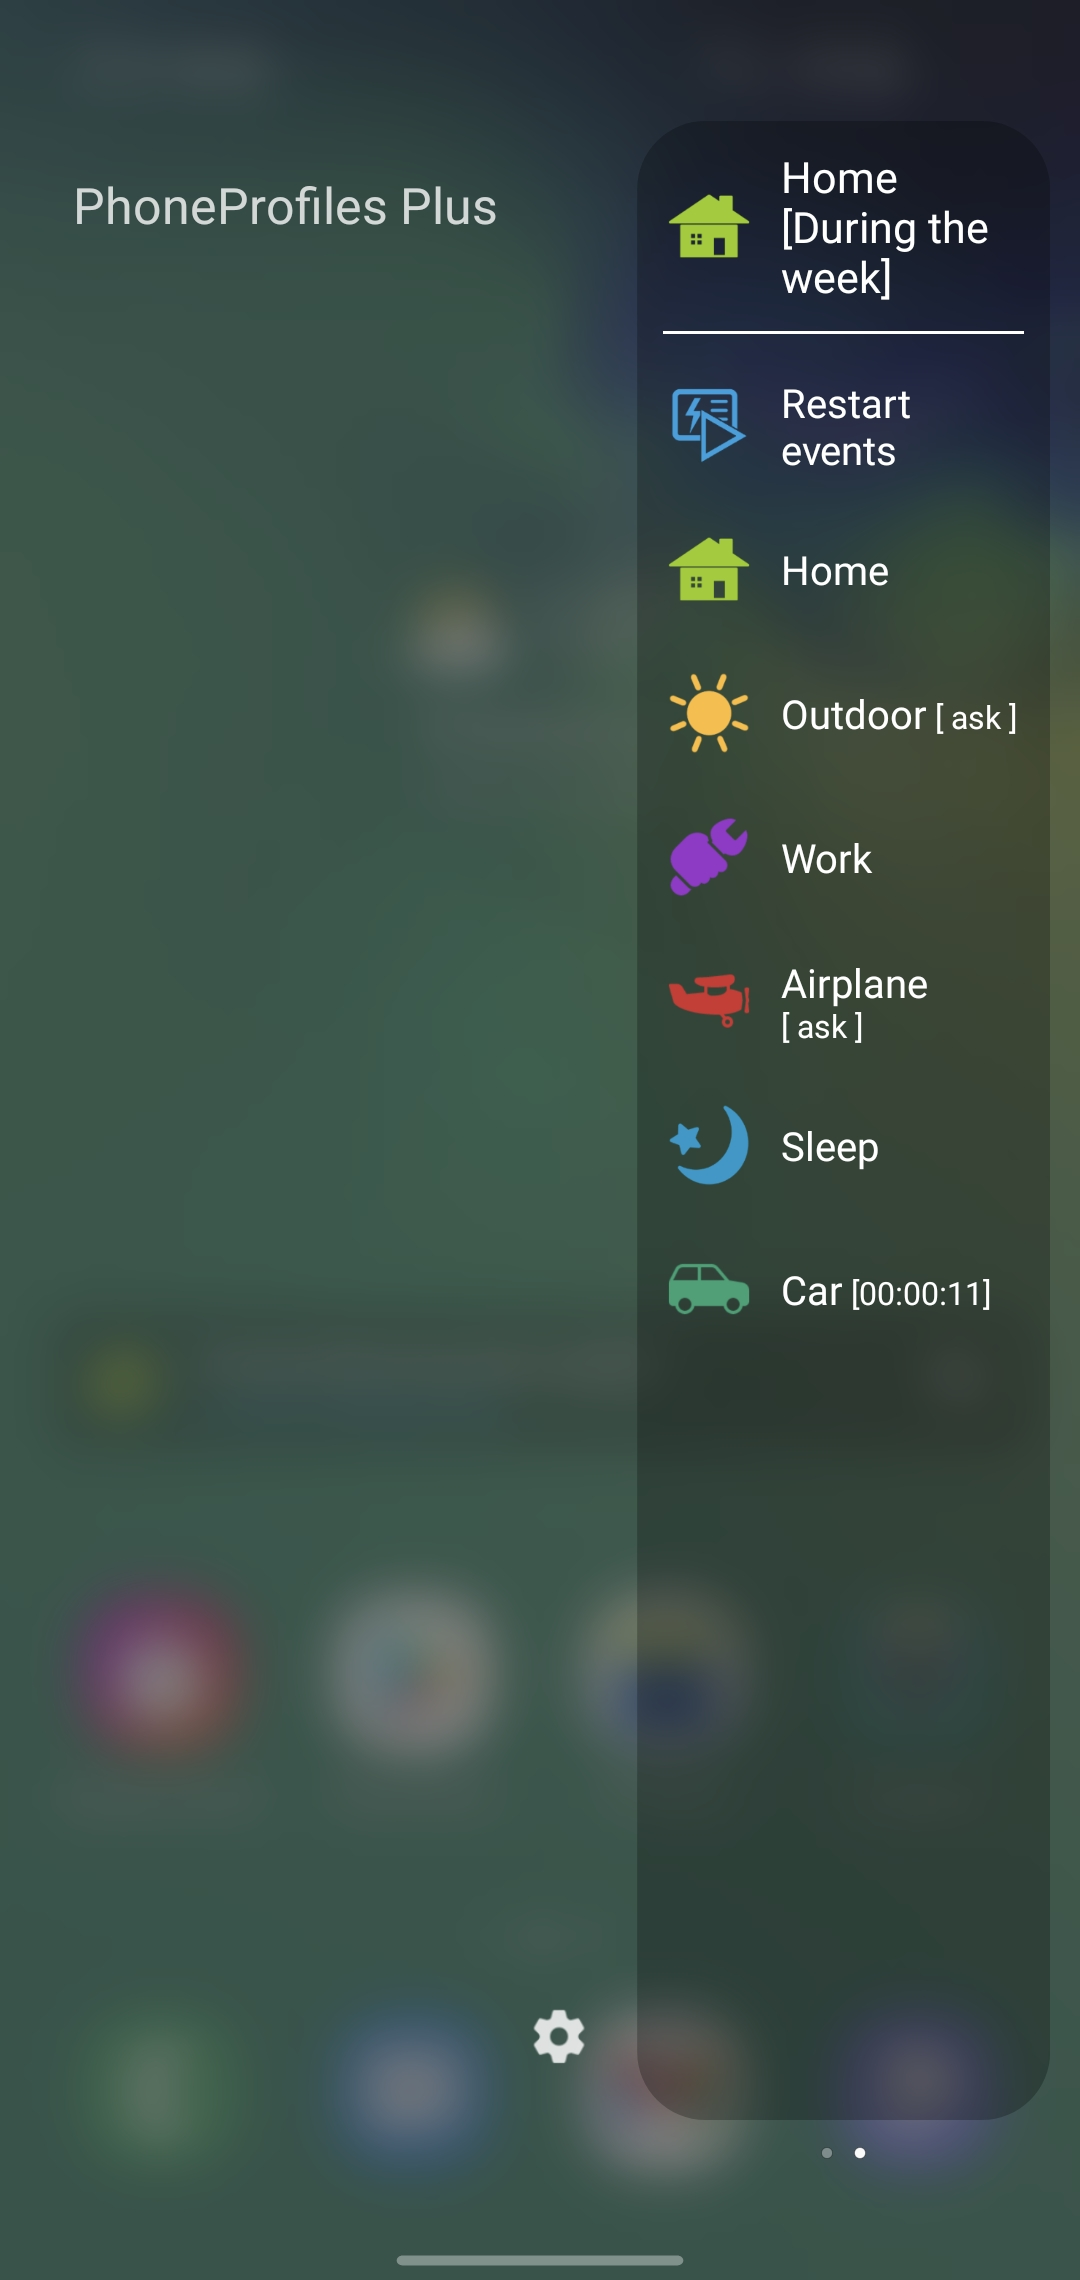 PhoneProfiles Plus
Home
[During the
week]
Restart
events
Home
Outdoor [ ask ]
Work
Airplane
[ ask ]
Sleep
Car [00:00:11]